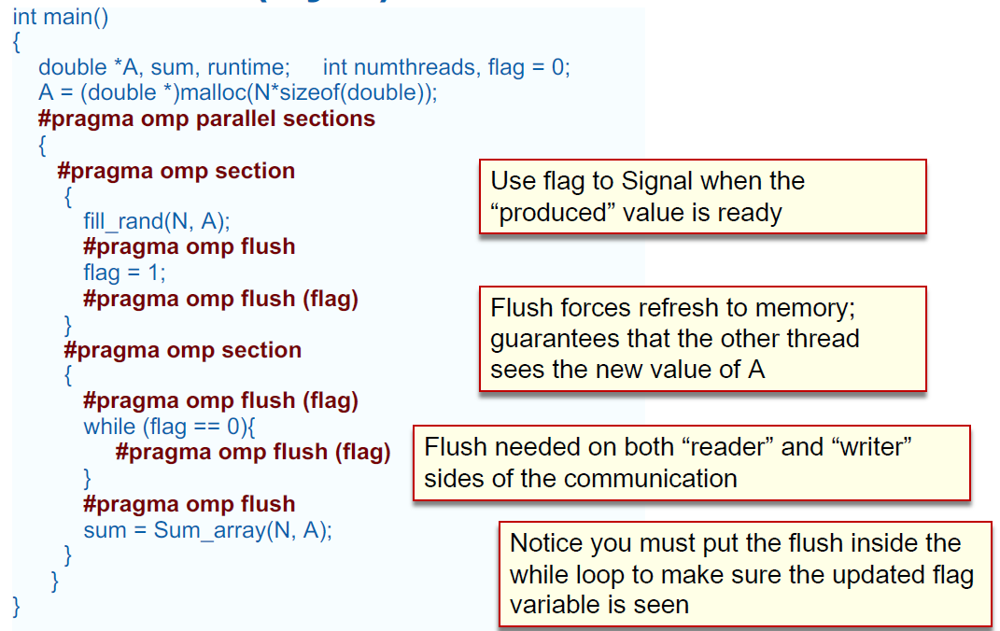 int main()
{
double *A, sum, runtime; int numthreads, flag = 0;
A = (double *)malloc(N*sizeof(double));
#pragma omp parallel sections
{
#pragma omp section
{
fill_rand(N, A);
#pragma omp flush
flag = 1;
#pragma omp flush (flag)
}
#pragma omp section
{
#pragma omp flush (flag)
while (flag == 0){
#pragma omp flush (flag)
}
#pragma omp flush
sum = Sum_array(N, A);
}
}
}
Use flag to Signal when the
“produced” value is ready
Flush forces refresh to memory;
guarantees that the other thread
sees the new value of A
Flush needed on both “reader” and “writer”
sides of the communication
Notice you must put the flush inside the
while loop to make sure the updated flag
variable is seen